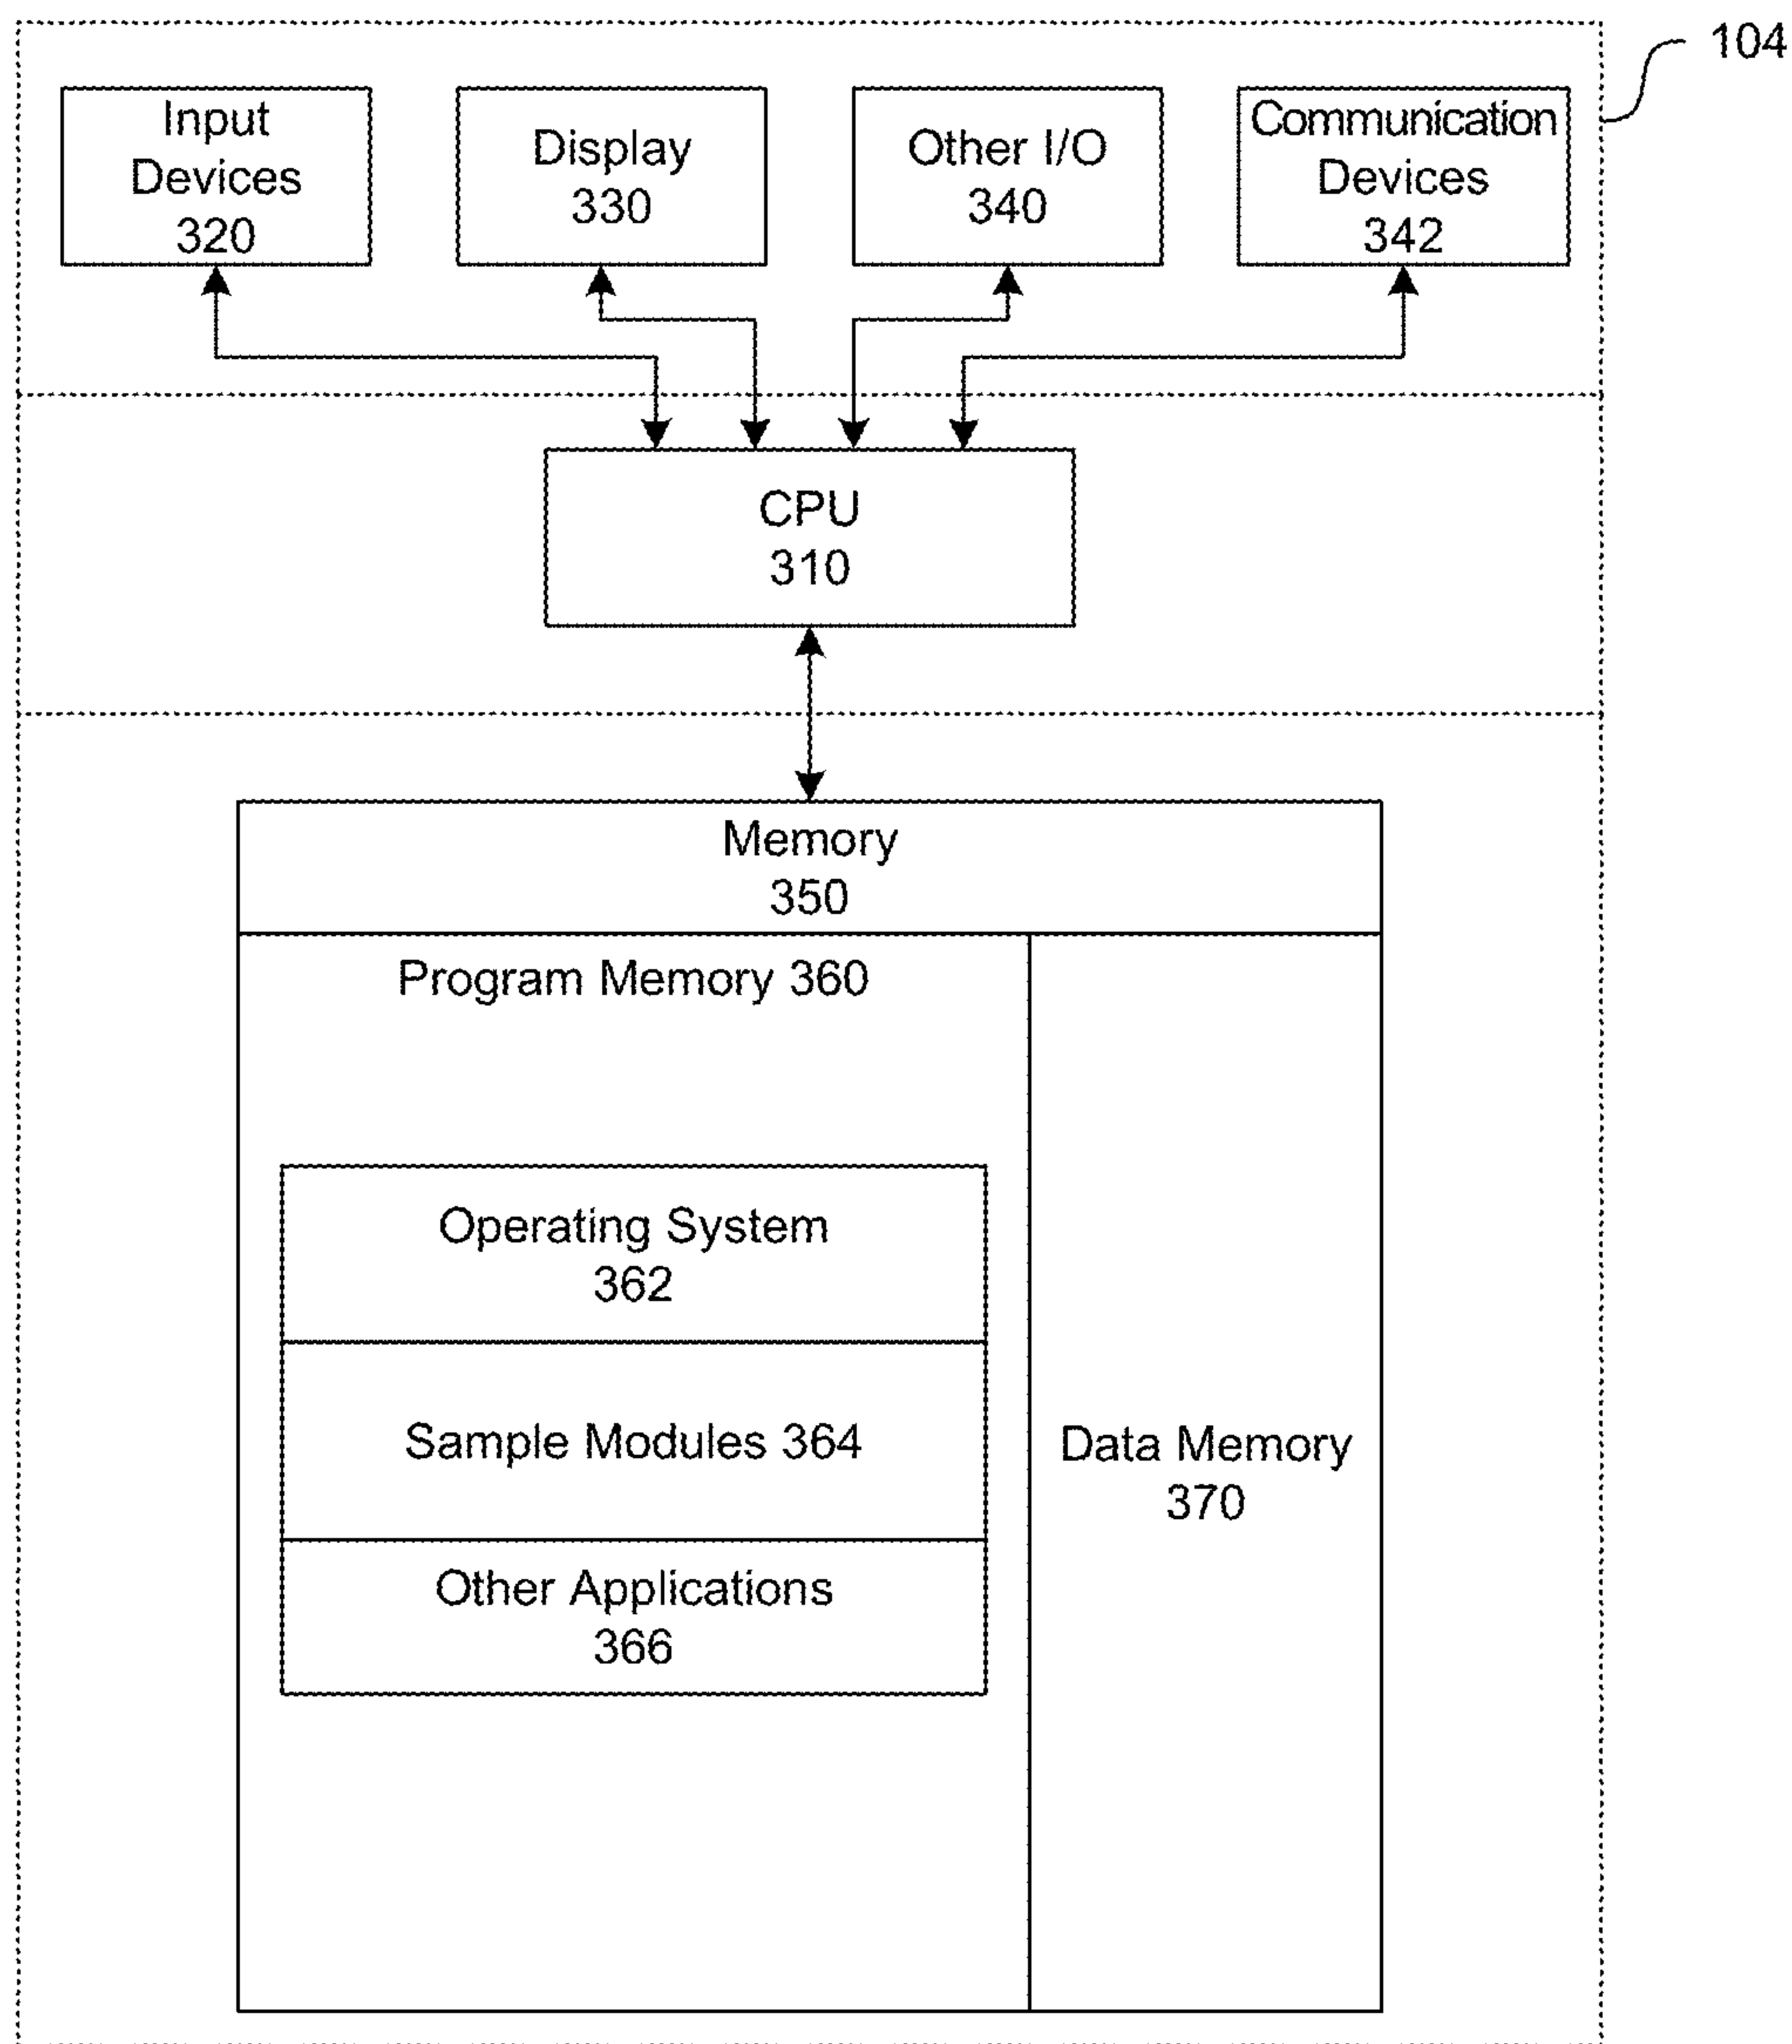 104
Input
Devices
320
Display
330
Other I/O
340
Communication
Devices
342
CPU
310
Memory
350
Program Memory 360
Operating System
362
Sample Modules 364
Other Applications
366
Data Memory
370